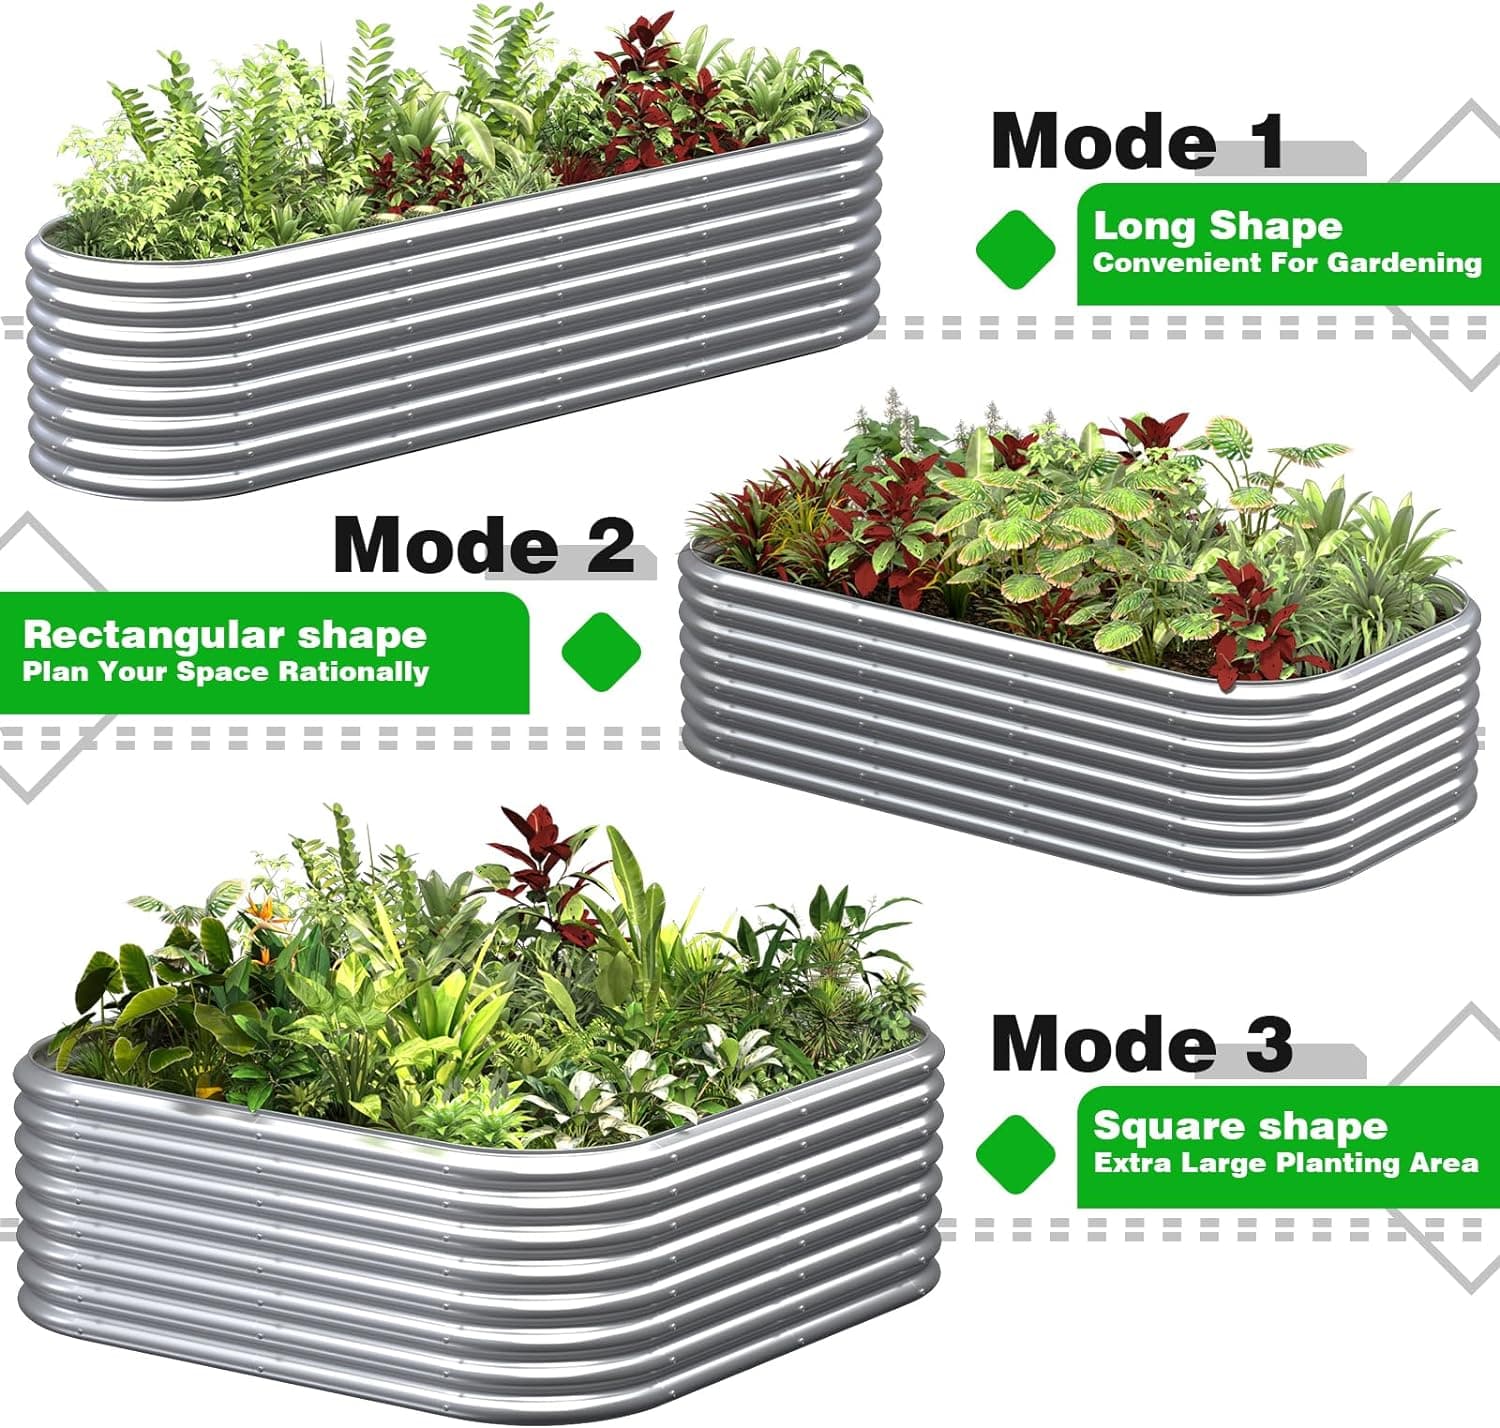 Mode 1
Long Shape
Convenient For Gardening
Mode 2
Rectangular shape
Plan Your Space Rationally
Mode 3
Square shape
Extra Large Planting Area